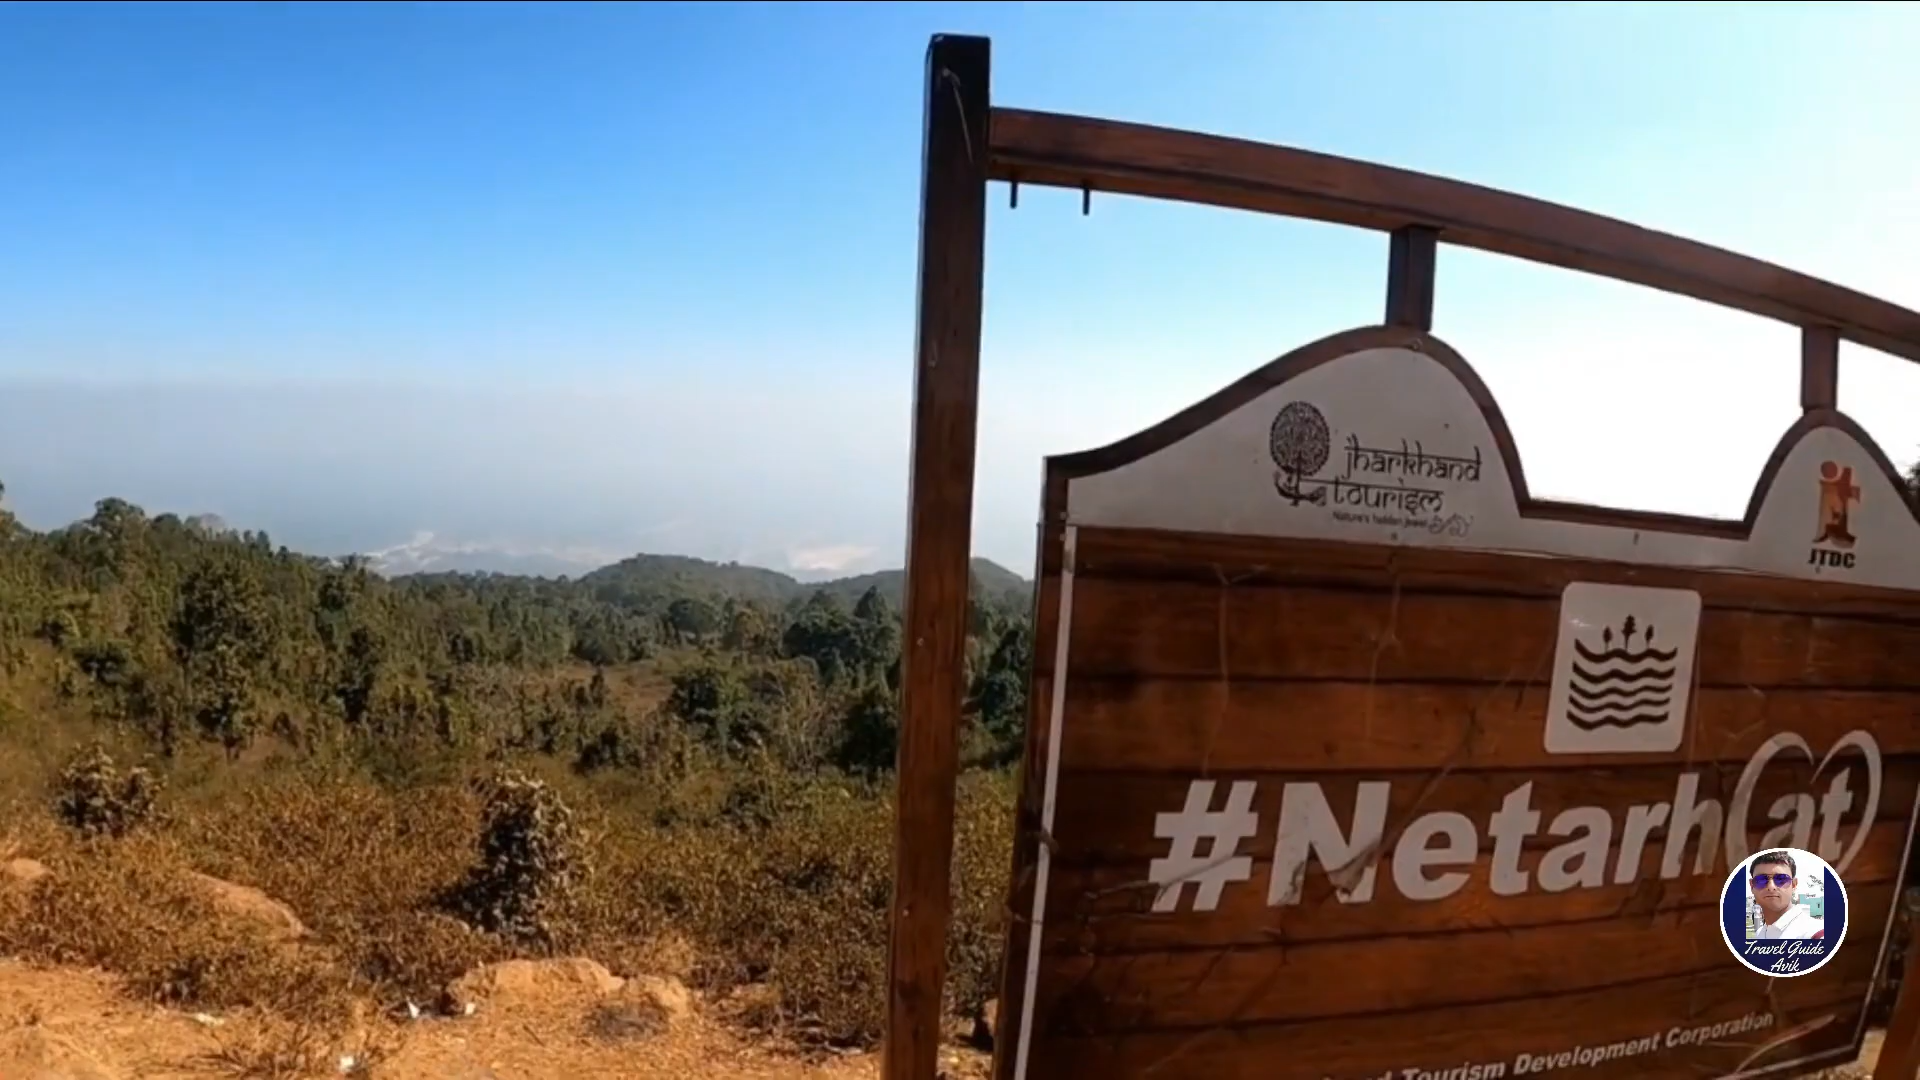 jharkhand
tourism
Nature's hidden jewel
JTDC
#Netarhat
Tourism Development Corporation
Travel Guide
Avik